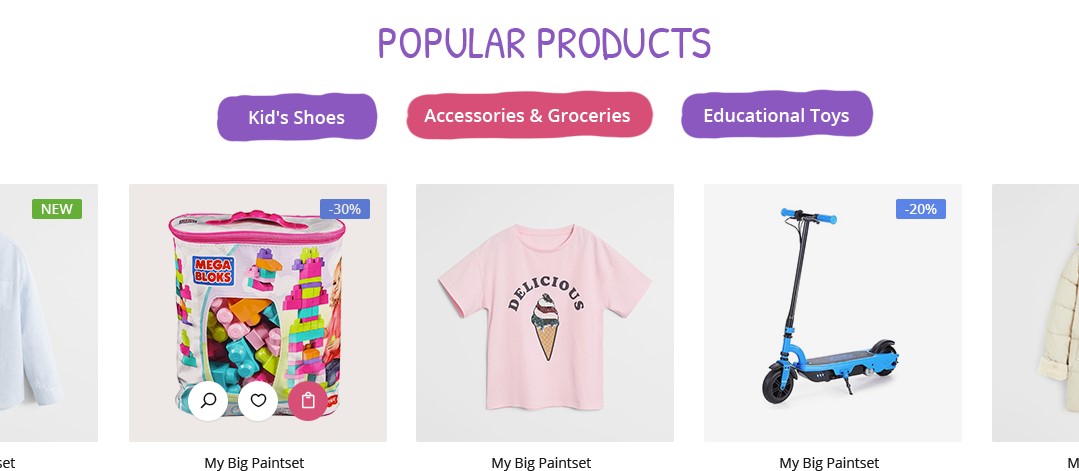 POPULAR PRODUCTS
Kid's Shoes
Accessories & Groceries
Educational Toys
NEW
-30%
-20%
MEGA
BLOKS
DELICIOUS
set
My Big Paintset
My Big Paintset
My Big Paintset
M